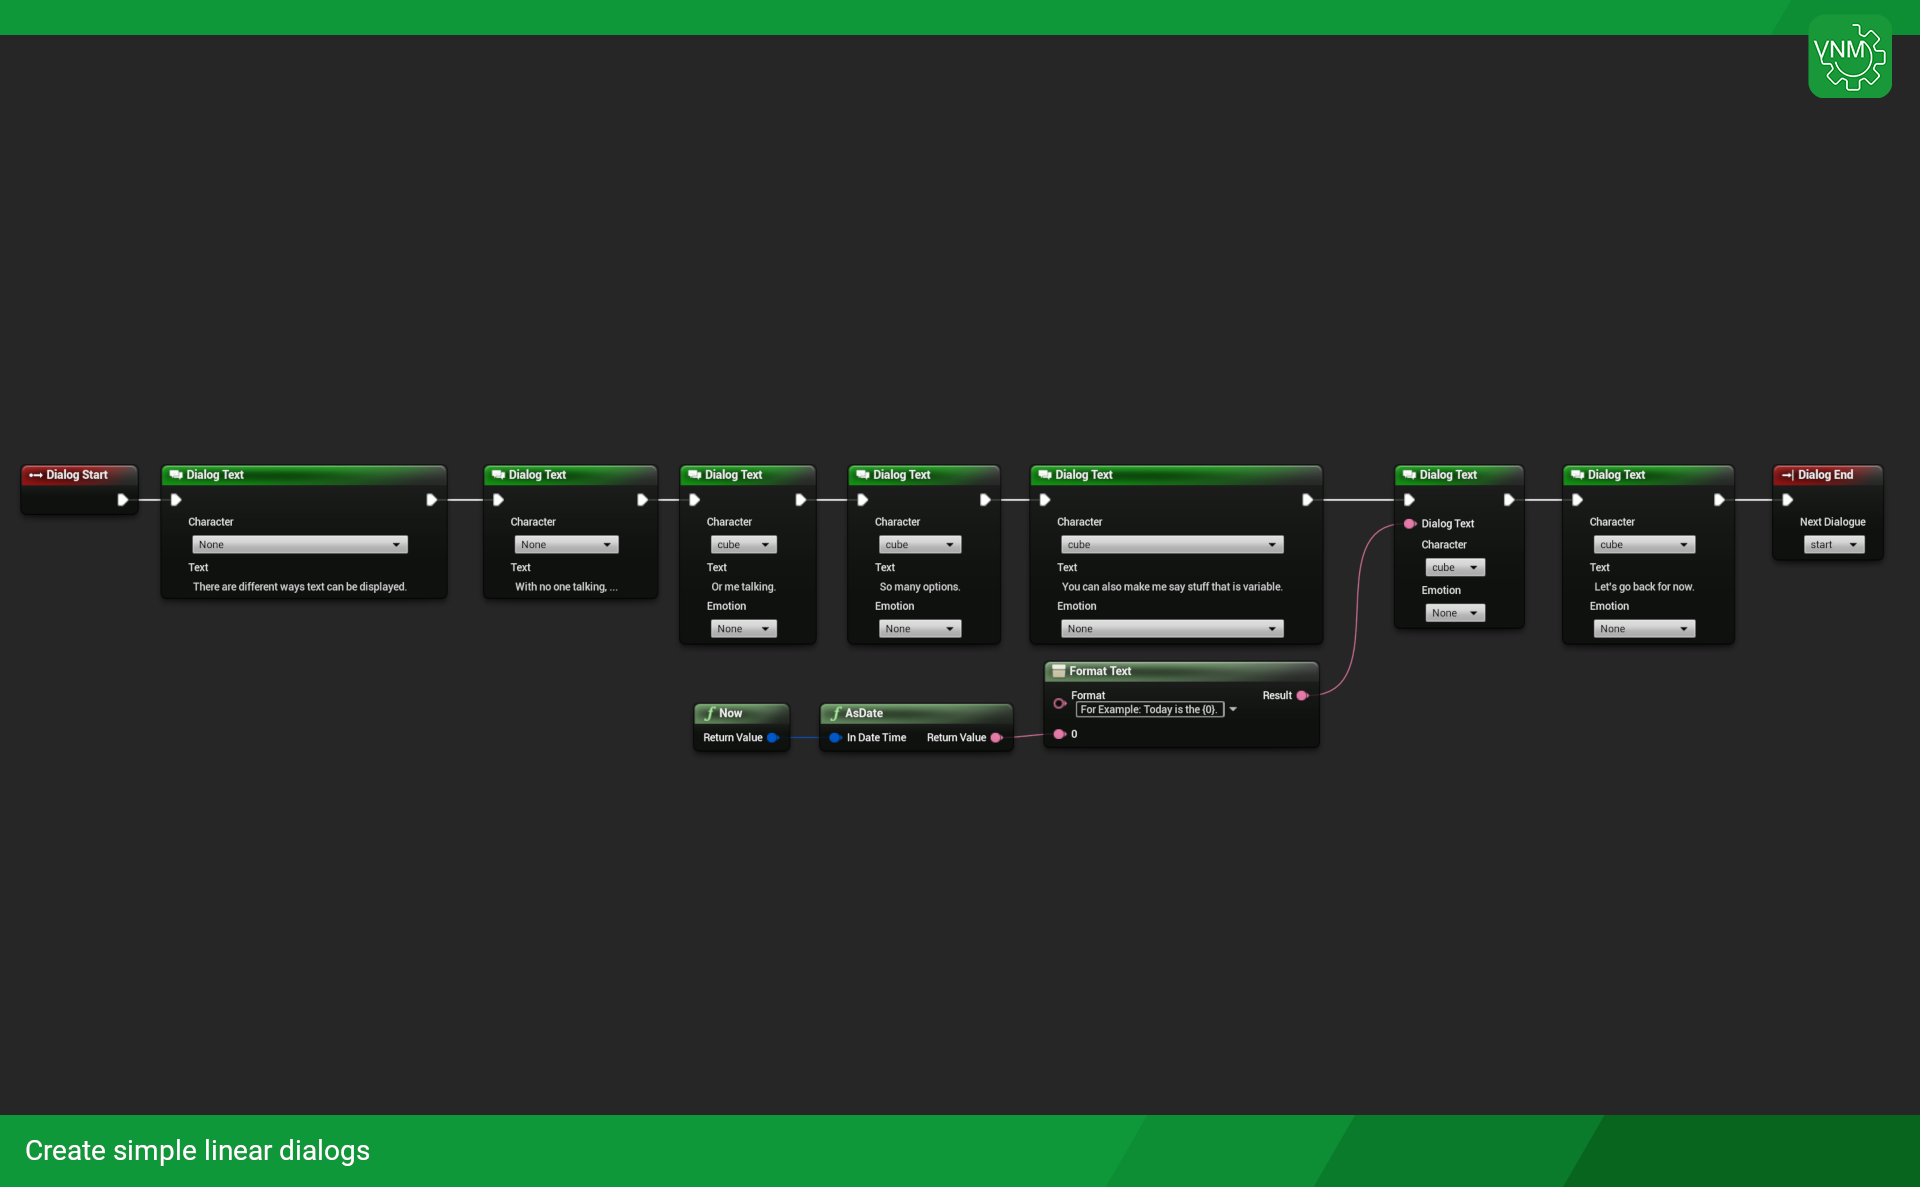 VNM
Dialog Start
Dialog Text
Character
None
Text
There are different ways text can be displayed.
Dialog Text
Character
None
Text
With no one talking, ...
Dialog Text
Character
cube
Text
Or me talking.
Emotion
None
Dialog Text
Character
cube
Text
So many options.
Emotion
None
Dialog Text
Character
cube
Text
You can also make me say stuff that is variable.
Emotion
None
Dialog Text
Dialog Text
Character
cube
Emotion
None
Dialog Text
Character
cube
Text
Let's go back for now.
Emotion
None
Dialog End
Next Dialogue
start
Now
Return Value
AsDate
In Date Time Return Value
Format Text
Format Result
For Example: Today is the {0}.
0
Create simple linear dialogs